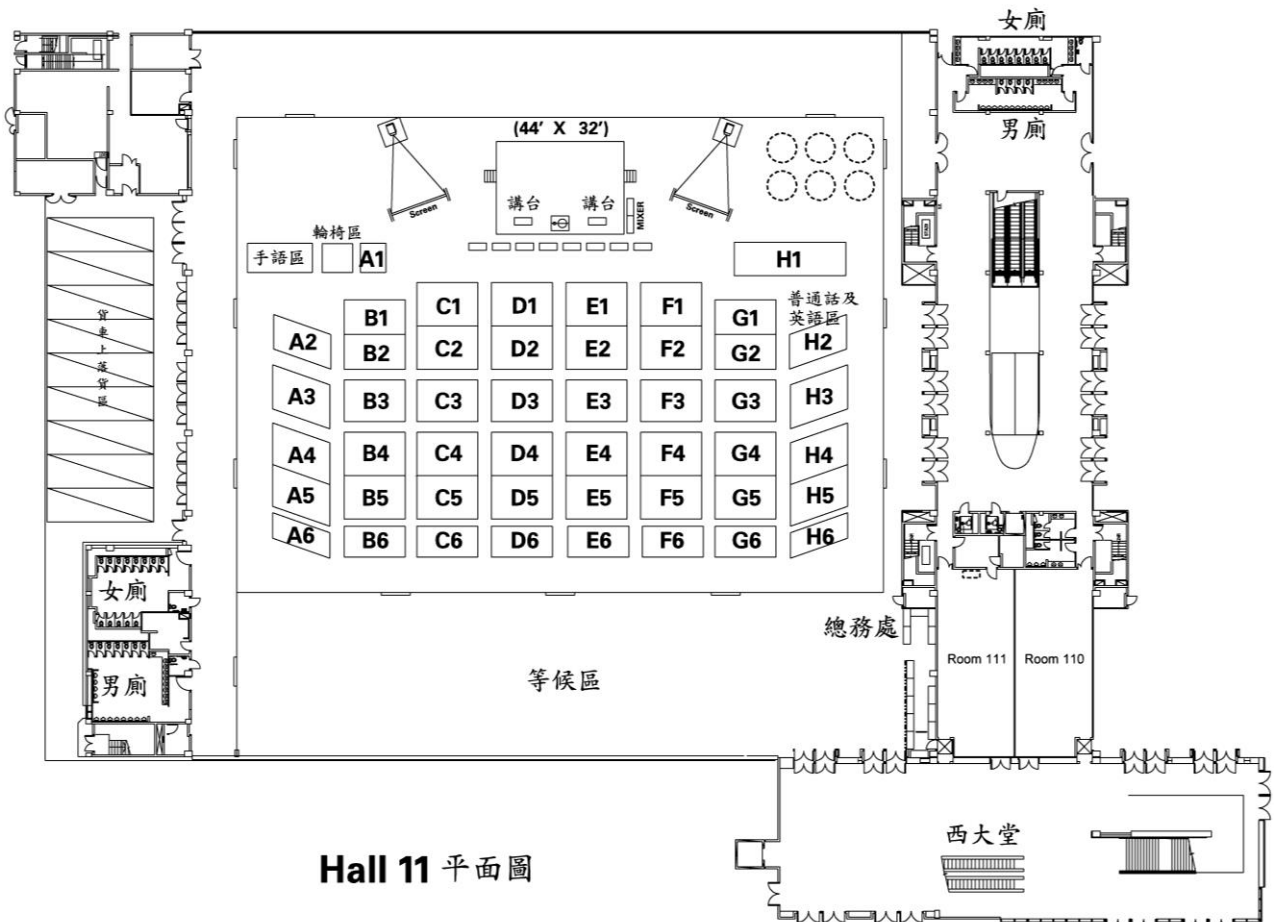 女廁
男廁
(44' X 32')
講台
講台
MIXER
Screen
Screen
手語區
輪椅區
A1
H1
普通話及
英語區
B1
C1
D1
E1
F1
G1
A2
B2
C2
D2
E2
F2
G2
H2
A3
B3
C3
D3
E3
F3
G3
H3
A4
B4
C4
D4
E4
F4
G4
H4
A5
B5
C5
D5
E5
F5
G5
H5
A6
B6
C6
D6
E6
F6
G6
H6
貨車上落貨區
女廁
男廁
等候區
總務處
Room 111
Room 110
西大堂
Hall 11 平面圖